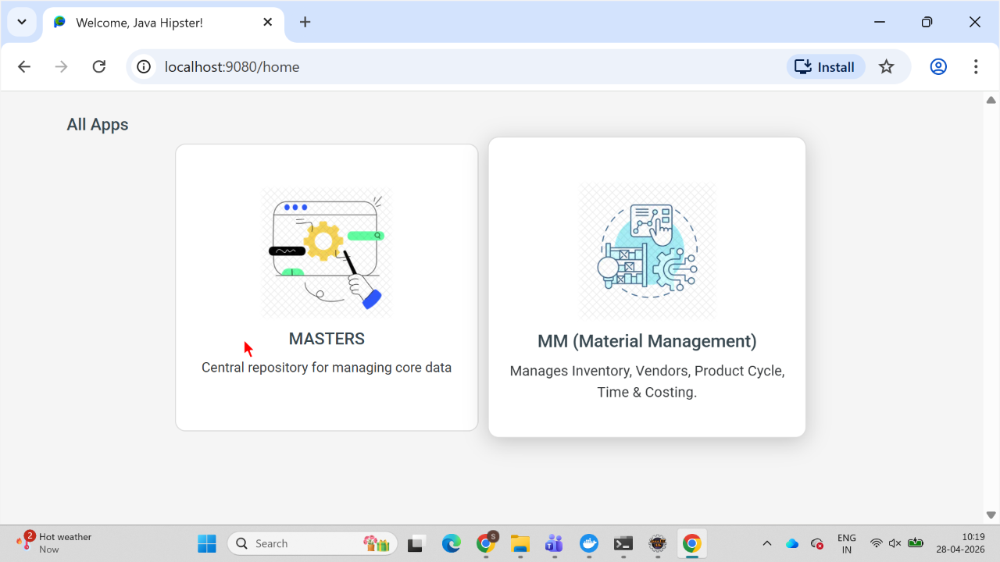 Welcome, Java Hipster!
localhost:9080/home
Install
All Apps
MASTERS
Central repository for managing core data
MM (Material Management)
Manages Inventory, Vendors, Product Cycle,
Time & Costing.
2
Hot weather
Now
Search
S
ENG
IN
10:19
28-04-2026